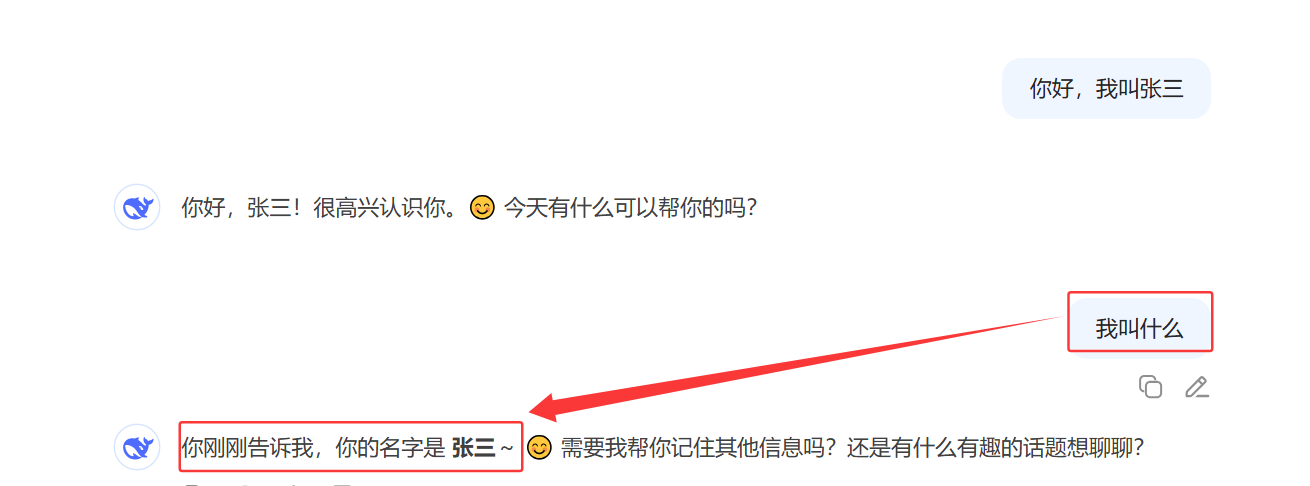 你好，我叫张三
你好，张三！很高兴认识你。😊 今天有什么可以帮你的吗？
我叫什么
你刚刚告诉我，你的名字是 张三～ 😊 需要我帮你记住其他信息吗？还是有什么有趣的话题想聊聊？